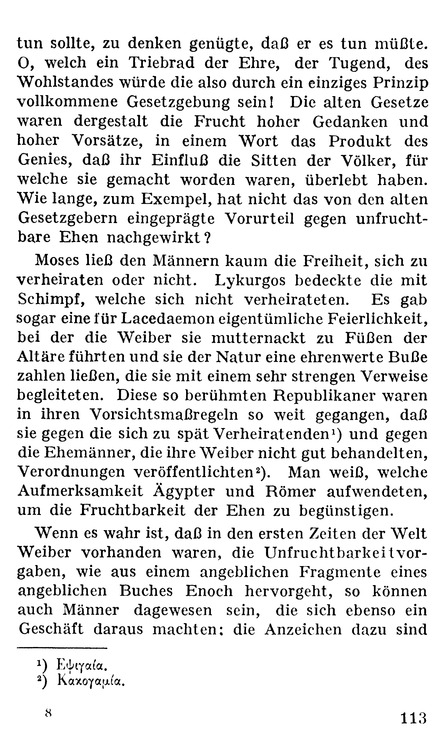 tun sollte, zu denken genügte, daß er es tun müßte.
O, welch ein Triebrad der Ehre, der Tugend, des
Wohlstandes würde die also durch ein einziges Prinzip
vollkommene Gesetzgebung sein! Die alten Gesetze
waren dergestalt die Frucht hoher Gedanken und
hoher Vorsätze, in einem Wort das Produkt des
Genies, daß ihr Einfluß die Sitten der Völker, für
welche sie gemacht worden waren, überlebt haben.
Wie lange, zum Exempel, hat nicht das von den alten
Gesetzgebern eingeprägte Vorurteil gegen unfrucht-
bare Ehen nachgewirkt?
Moses ließ den Männern kaum die Freiheit, sich zu
verheiraten oder nicht. Lykurgos bedeckte die mit
Schimpf, welche sich nicht verheirateten. Es gab
sogar eine für Lacedaemon eigentümliche Feierlichkeit,
bei der die Weiber sie mutternackt zu Füßen der
Altäre führten und sie der Natur eine ehrenwerte Buße
zahlen ließen, die sie mit einem sehr strengen Verweise
begleiteten. Diese so berühmten Republikaner waren
in ihren Vorsichtsmaßregeln so weit gegangen, daß
sie gegen die sich zu spät Verheiratenden¹) und gegen
die Ehemänner, die ihre Weiber nicht gut behandelten,
Verordnungen veröffentlichten²). Man weiß, welche
Aufmerksamkeit Ägypter und Römer aufwendeten,
um die Fruchtbarkeit der Ehen zu begünstigen.
Wenn es wahr ist, daß in den ersten Zeiten der Welt
Weiber vorhanden waren, die Unfruchtbarkeit vor-
gaben, wie aus einem angeblichen Fragmente eines
angeblichen Buches Enoch hervorgeht, so können
auch Männer dagewesen sein, die sich ebenso ein
Geschäft daraus machten; die Anzeichen dazu sind
¹) Εψιγαία.
²) Κακογαμία.
8
113